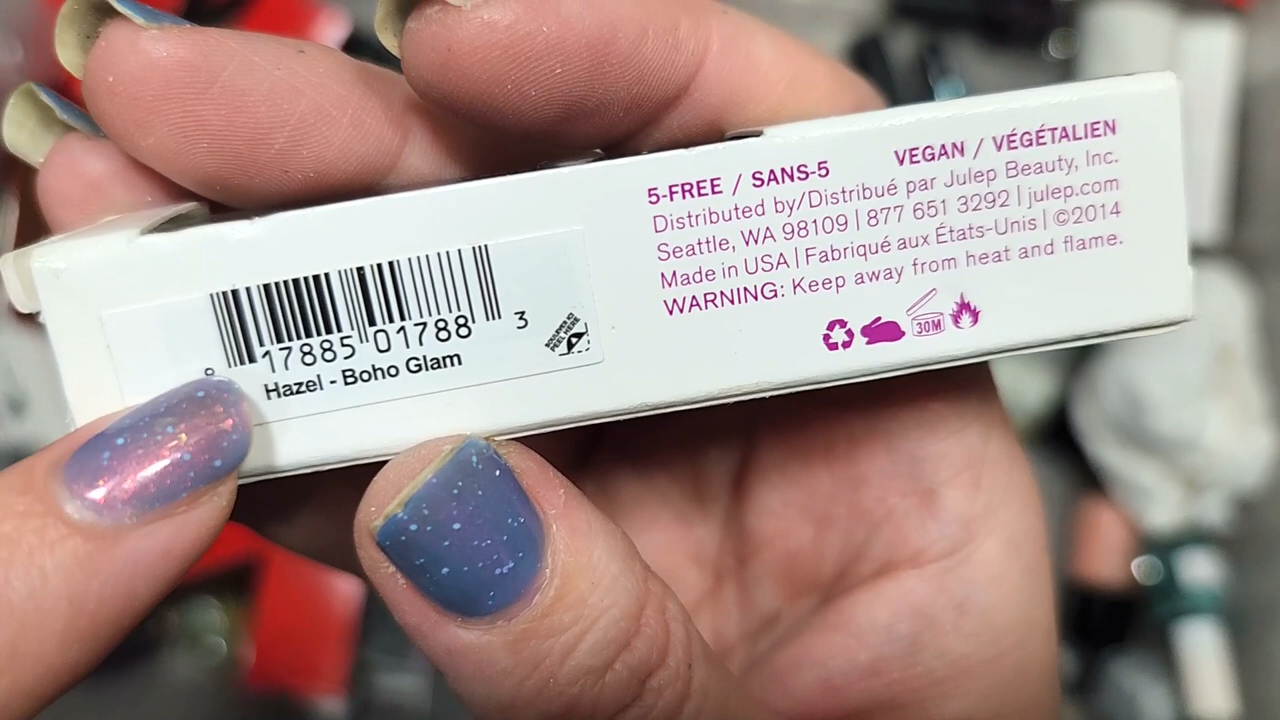 17885 01788 3
Hazel - Boho Glam
PEEL HERE
5-FREE / SANS-5 VEGAN / VÉGÉTALIEN
Distributed by/Distribué par Julep Beauty, Inc.
Seattle, WA 98109 | 877 651 3292 | julep.com
Made in USA | Fabriqué aux États-Unis | ©2014
WARNING: Keep away from heat and flame.
30M